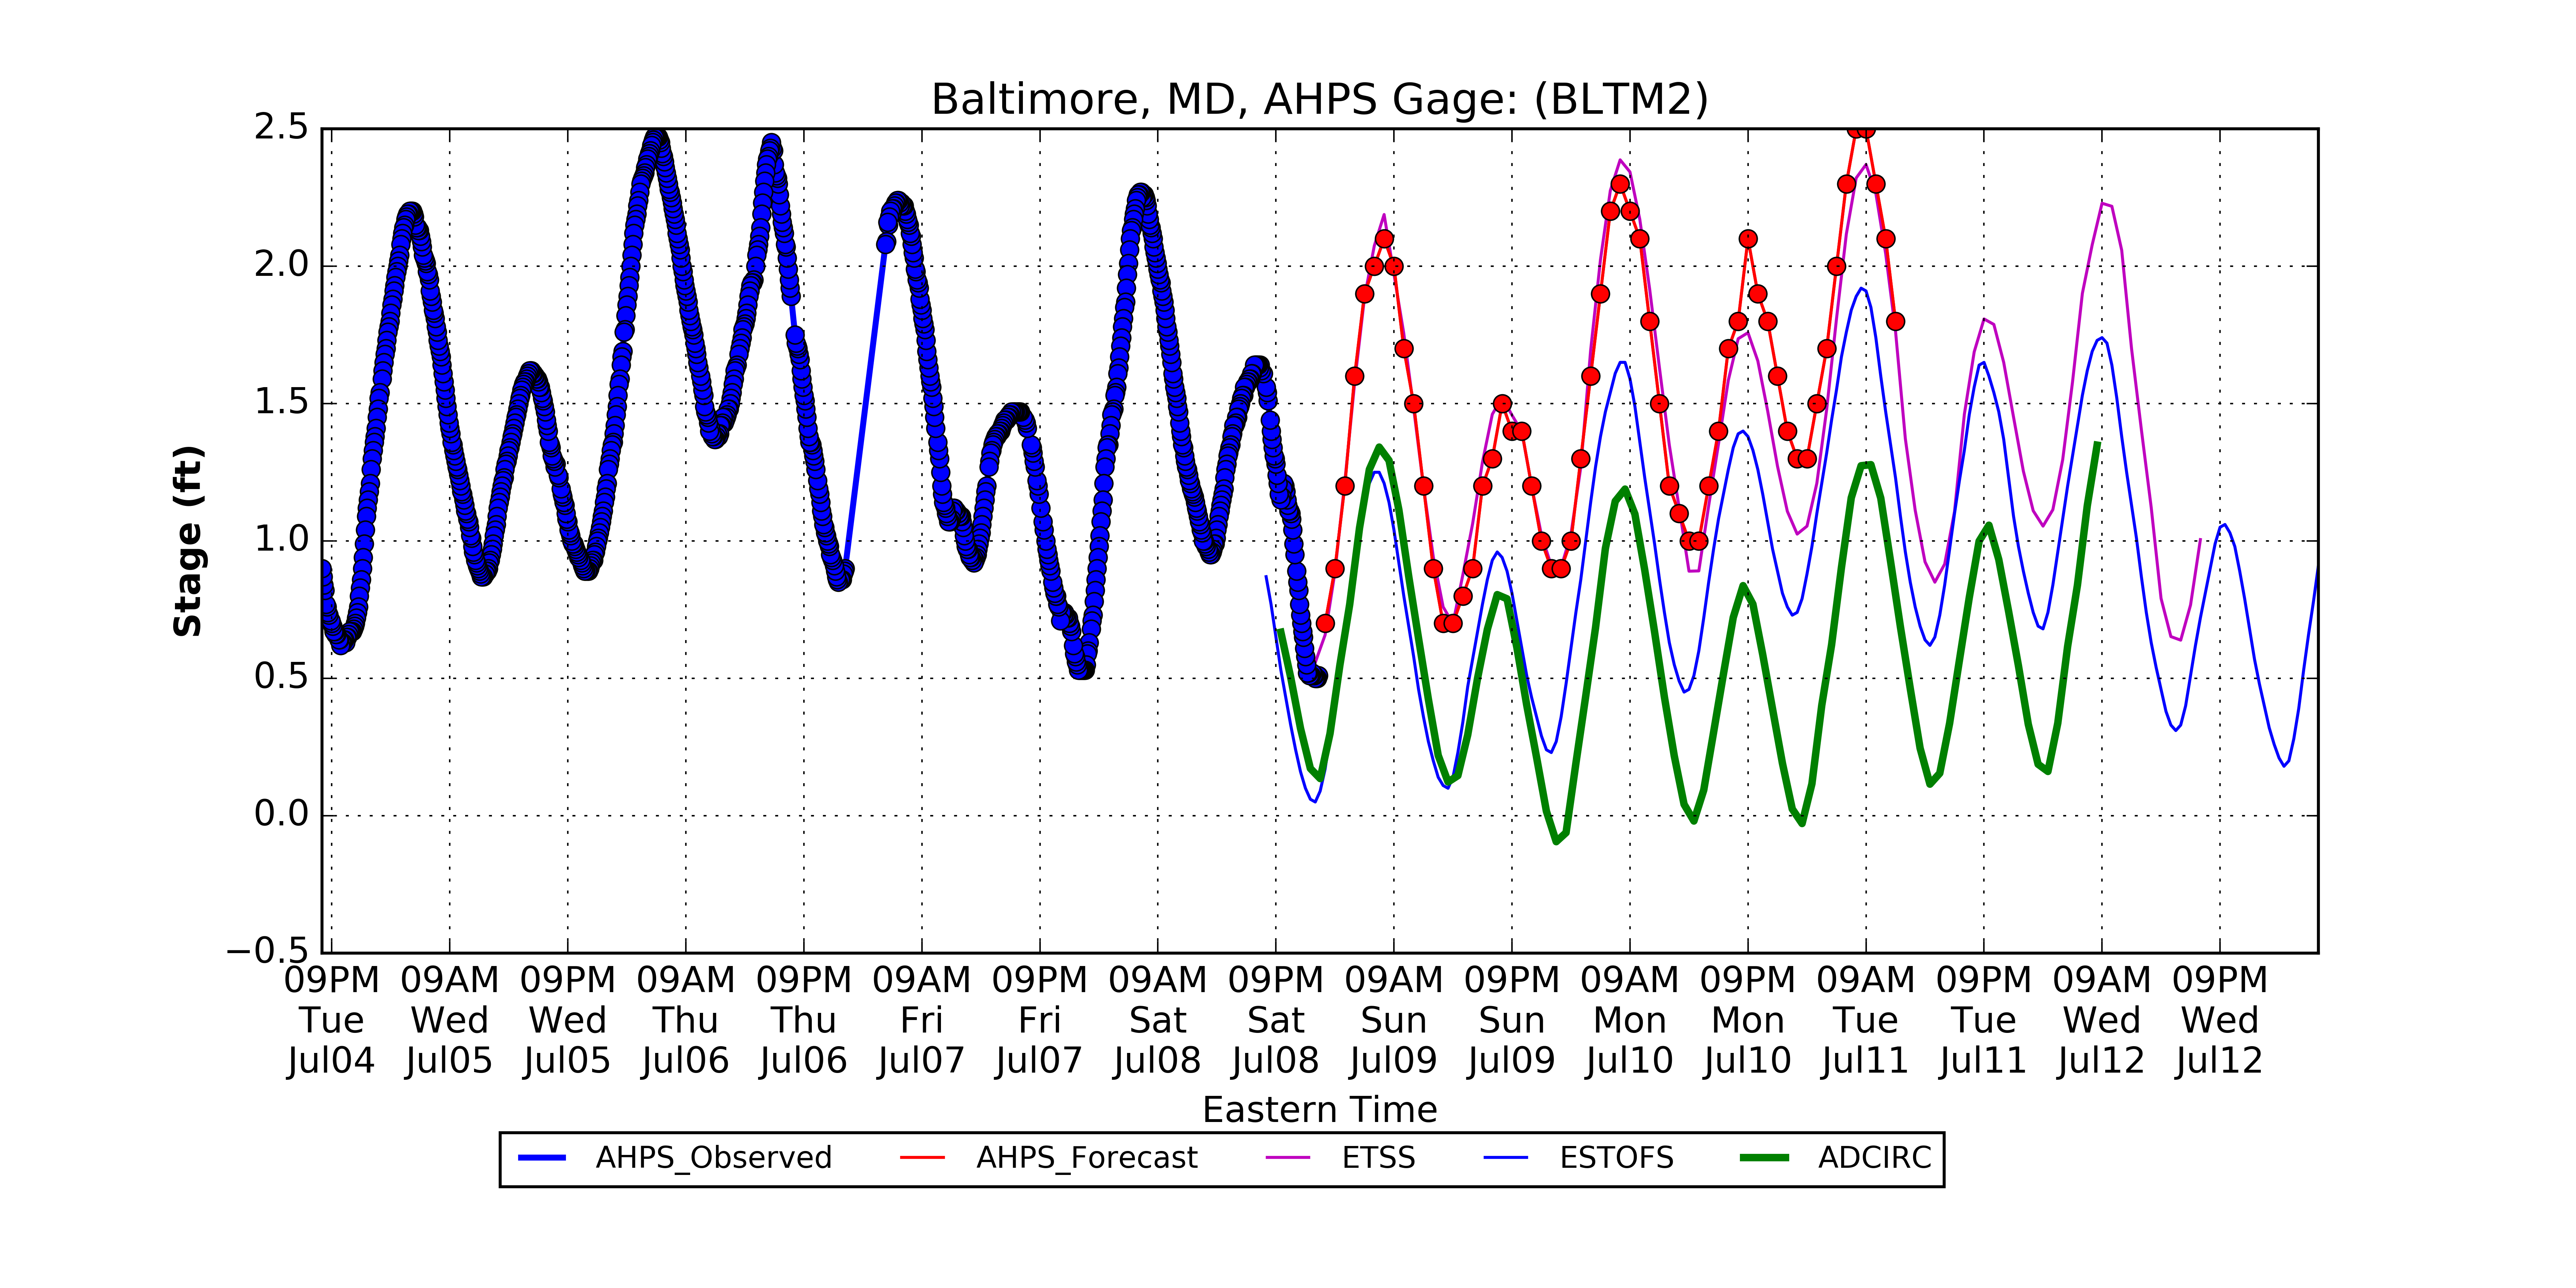 Baltimore, MD, AHPS Gage: (BLTM2)
2.5
2.0
1.5
1.0
0.5
0.0
−0.5
Stage (ft)
09PM 09AM 09PM 09AM 09PM 09AM 09PM 09AM 09PM 09AM 09PM 09AM 09PM 09AM 09PM 09AM 09PM
Tue Wed Wed Thu Thu Fri Fri Sat Sat Sun Sun Mon Mon Tue Tue Wed Wed
Jul04 Jul05 Jul05 Jul06 Jul06 Jul07 Jul07 Jul08 Jul08 Jul09 Jul09 Jul10 Jul10 Jul11 Jul11 Jul12 Jul12
Eastern Time
AHPS_Observed AHPS_Forecast ETSS ESTOFS ADCIRC